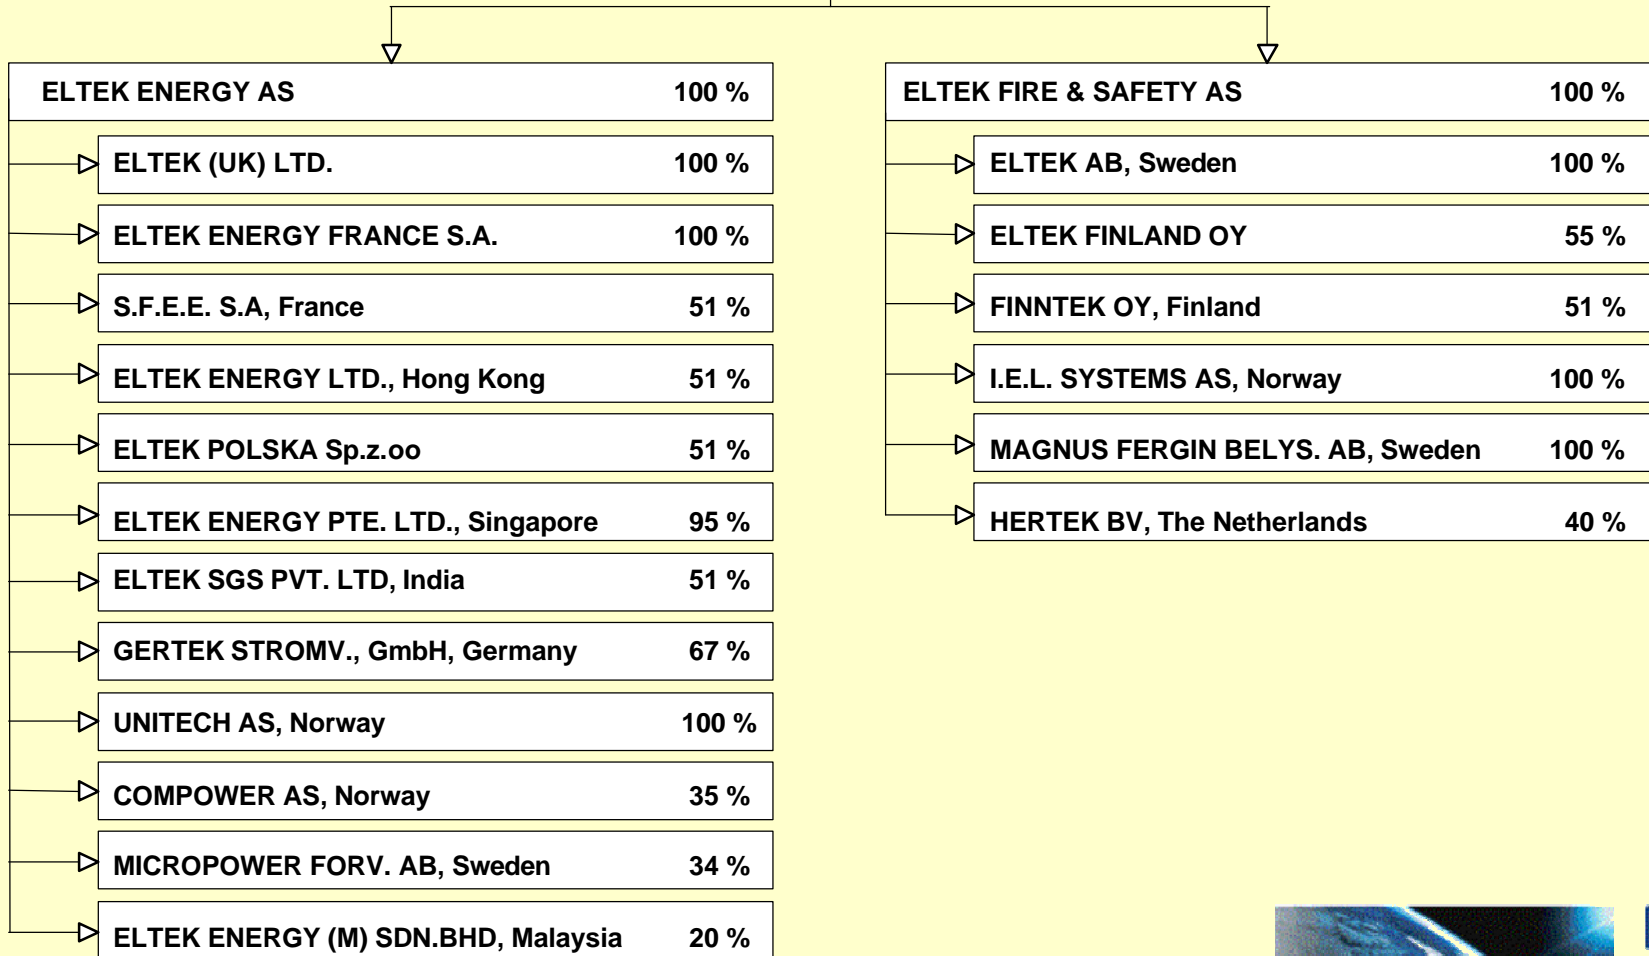 ELTEK ENERGY AS 100 %
ELTEK (UK) LTD. 100 %
ELTEK ENERGY FRANCE S.A. 100 %
S.F.E.E. S.A, France 51 %
ELTEK ENERGY LTD., Hong Kong 51 %
ELTEK POLSKA Sp.z.oo 51 %
ELTEK ENERGY PTE. LTD., Singapore 95 %
ELTEK SGS PVT. LTD, India 51 %
GERTEK STROMV., GmbH, Germany 67 %
UNITECH AS, Norway 100 %
COMPOWER AS, Norway 35 %
MICROPOWER FORV. AB, Sweden 34 %
ELTEK ENERGY (M) SDN.BHD, Malaysia 20 %
ELTEK FIRE & SAFETY AS 100 %
ELTEK AB, Sweden 100 %
ELTEK FINLAND OY 55 %
FINNTEK OY, Finland 51 %
I.E.L. SYSTEMS AS, Norway 100 %
MAGNUS FERGIN BELYS. AB, Sweden 100 %
HERTEK BV, The Netherlands 40 %